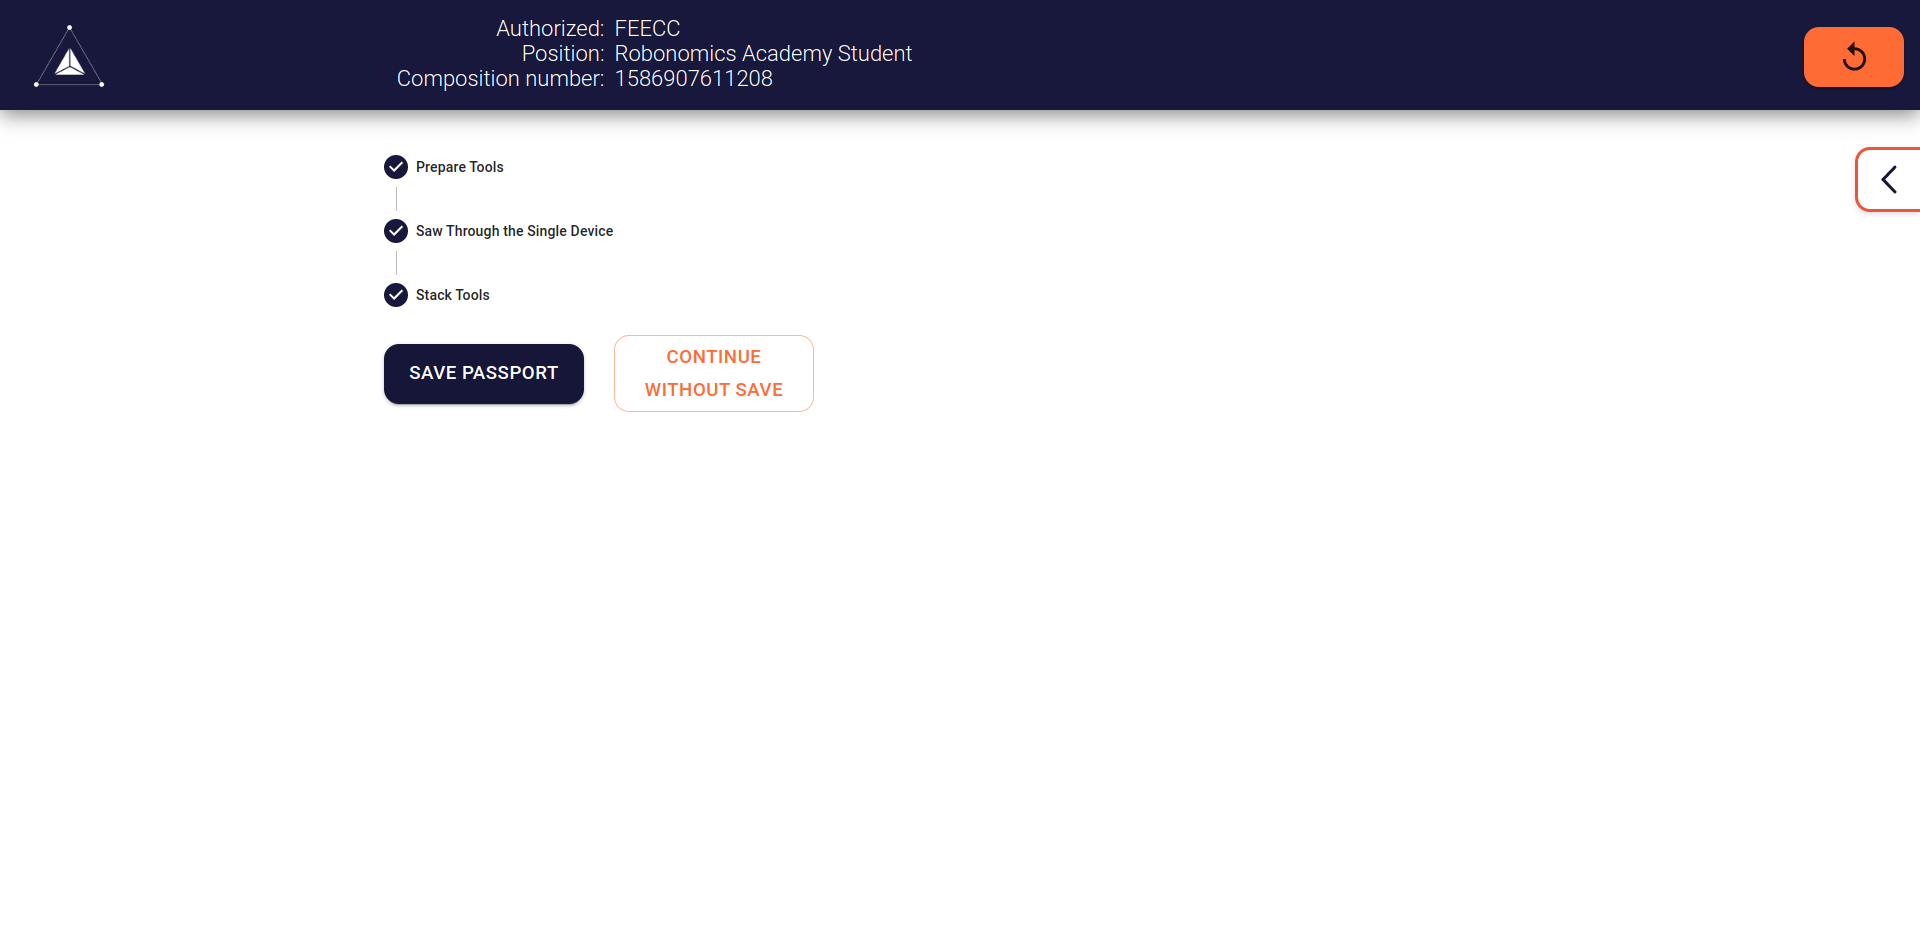 Authorized: FEECC
Position: Robonomics Academy Student
Composition number: 1586907611208
Prepare Tools
Saw Through the Single Device
Stack Tools
SAVE PASSPORT
CONTINUE
WITHOUT SAVE